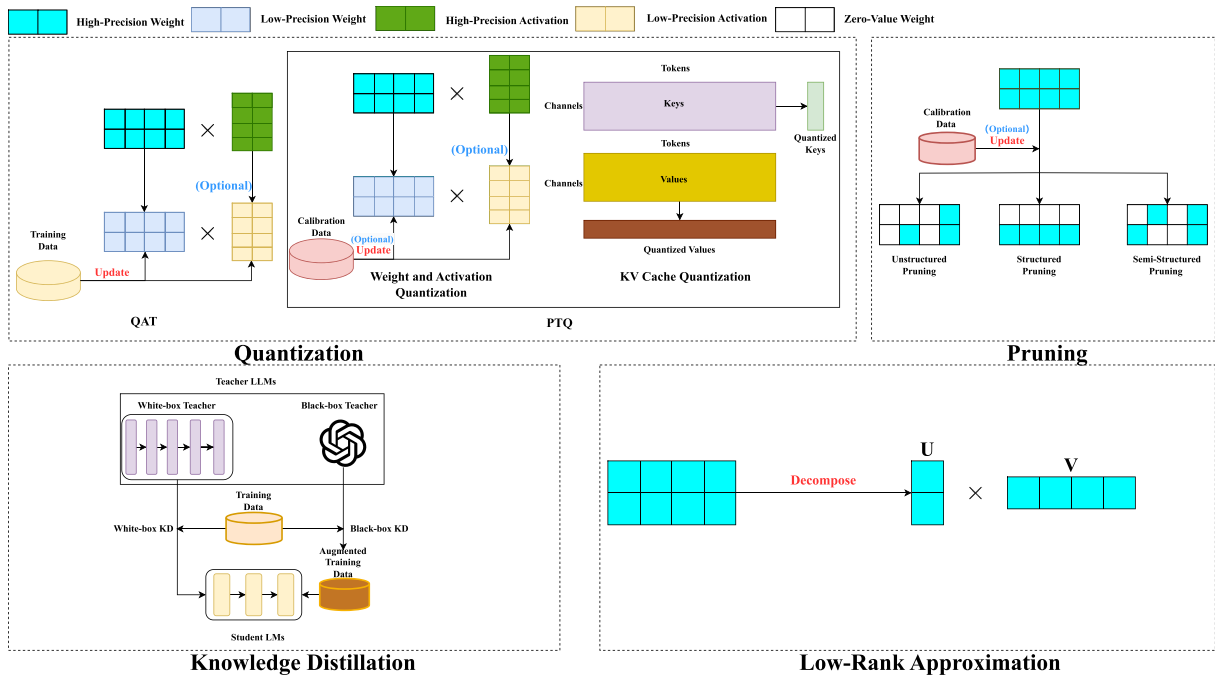 High-Precision Weight
Low-Precision Weight
High-Precision Activation
Low-Precision Activation
Zero-Value Weight
(Optional)
Training
Data
Update
QAT
(Optional)
Calibration
Data
(Optional)
Update
Weight and Activation
Quantization
Tokens
Channels
Keys
Quantized
Keys
Tokens
Channels
Values
Quantized Values
KV Cache Quantization
PTQ
Quantization
Calibration
Data
(Optional)
Update
Unstructured
Pruning
Structured
Pruning
Semi-Structured
Pruning
Pruning
Teacher LLMs
White-box Teacher
Black-box Teacher
Training
Data
White-box KD
Black-box KD
Augmented
Training
Data
Student LMs
Knowledge Distillation
Decompose
U
V
Low-Rank Approximation